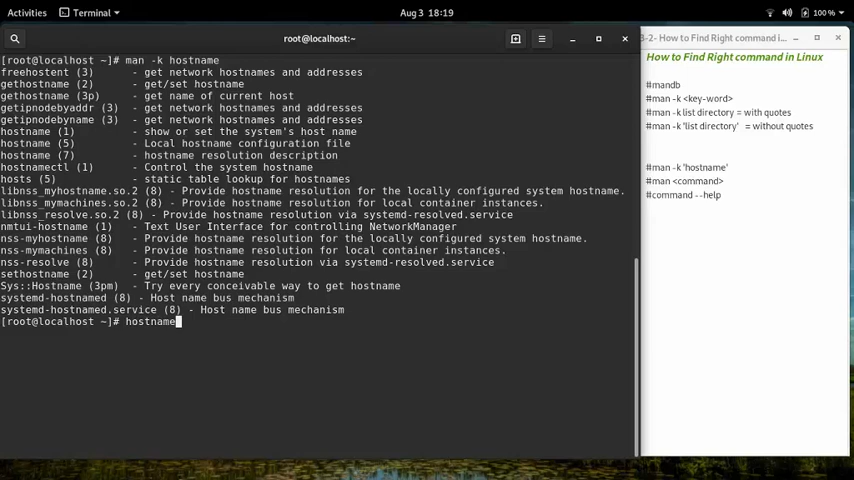 Activities
Terminal
Aug 3 18:19
100 %
root@localhost:~
[root@localhost ~]# man -k hostname
freehostent (3) - get network hostnames and addresses
gethostname (2) - get/set hostname
gethostname (3p) - get name of current host
getipnodebyaddr (3) - get network hostnames and addresses
getipnodebyname (3) - get network hostnames and addresses
hostname (1) - show or set the system's host name
hostname (5) - Local hostname configuration file
hostname (7) - hostname resolution description
hostnamectl (1) - Control the system hostname
hosts (5) - static table lookup for hostnames
libnss_myhostname.so.2 (8) - Provide hostname resolution for the locally configured system hostname.
libnss_mymachines.so.2 (8) - Provide hostname resolution for local container instances.
libnss_resolve.so.2 (8) - Provide hostname resolution via systemd-resolved.service
nmtui-hostname (1) - Text User Interface for controlling NetworkManager
nss-myhostname (8) - Provide hostname resolution for the locally configured system hostname.
nss-mymachines (8) - Provide hostname resolution for local container instances.
nss-resolve (8) - Provide hostname resolution via systemd-resolved.service
sethostname (2) - get/set hostname
Sys::Hostname (3pm) - Try every conceivable way to get hostname
systemd-hostnamed (8) - Host name bus mechanism
systemd-hostnamed.service (8) - Host name bus mechanism
[root@localhost ~]# hostname
3-2- How to Find Right command i...
How to Find Right command in Linux
#mandb
#man -k <key-word>
#man -k list directory = with quotes
#man -k 'list directory' = without quotes
#man -k 'hostname'
#man <command>
#command --help